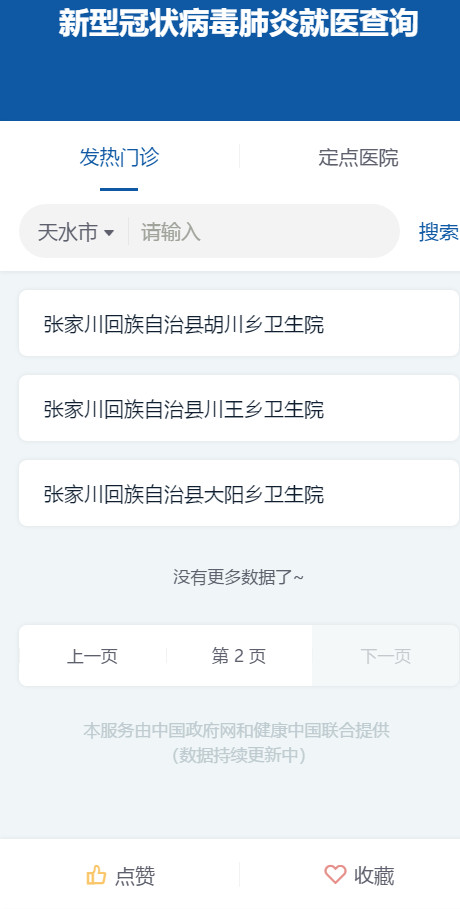 新型冠状病毒肺炎就医查询
发热门诊
定点医院
天水市
请输入
搜索
张家川回族自治县胡川乡卫生院
张家川回族自治县川王乡卫生院
张家川回族自治县大阳乡卫生院
没有更多数据了~
上一页
第 2 页
下一页
本服务由中国政府网和健康中国联合提供
（数据持续更新中）
点赞
收藏